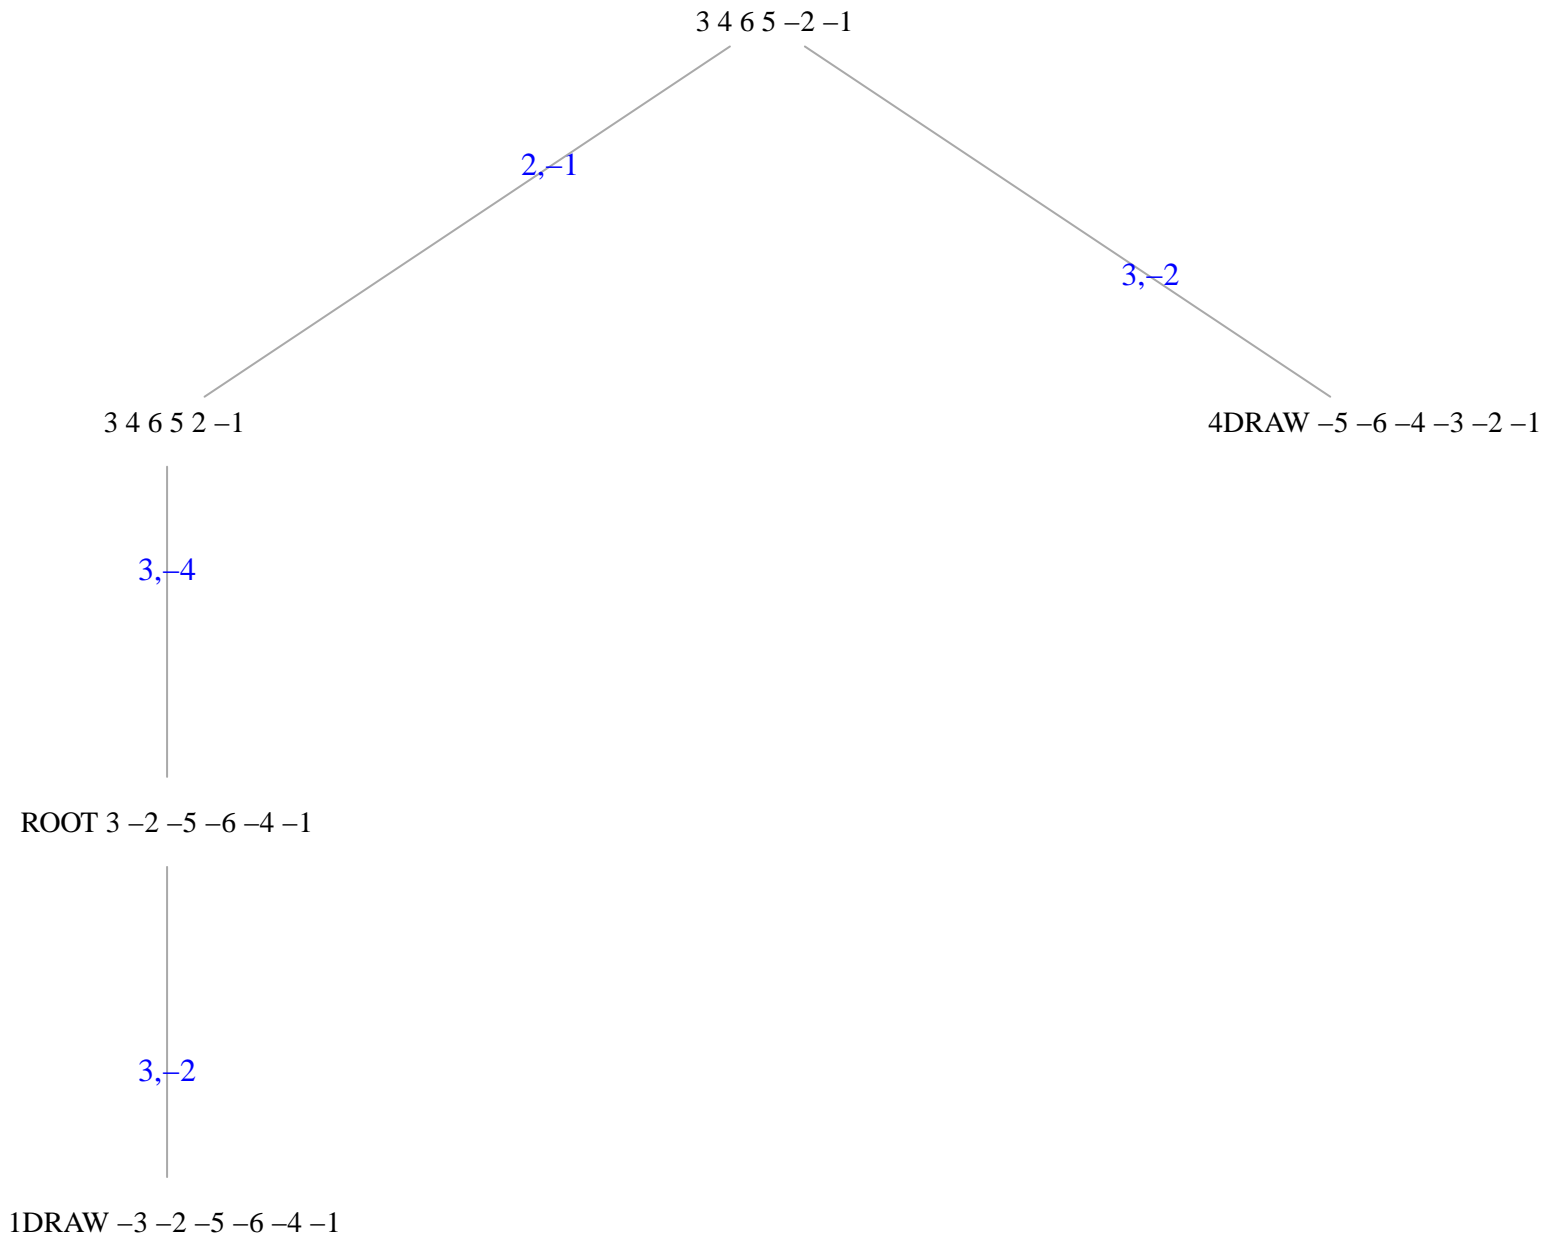 3 4 6 5 –2 –1
2,–1
3,–2
3 4 6 5 2 –1
4DRAW –5 –6 –4 –3 –2 –1
3,–4
ROOT 3 –2 –5 –6 –4 –1
3,–2
1DRAW –3 –2 –5 –6 –4 –1